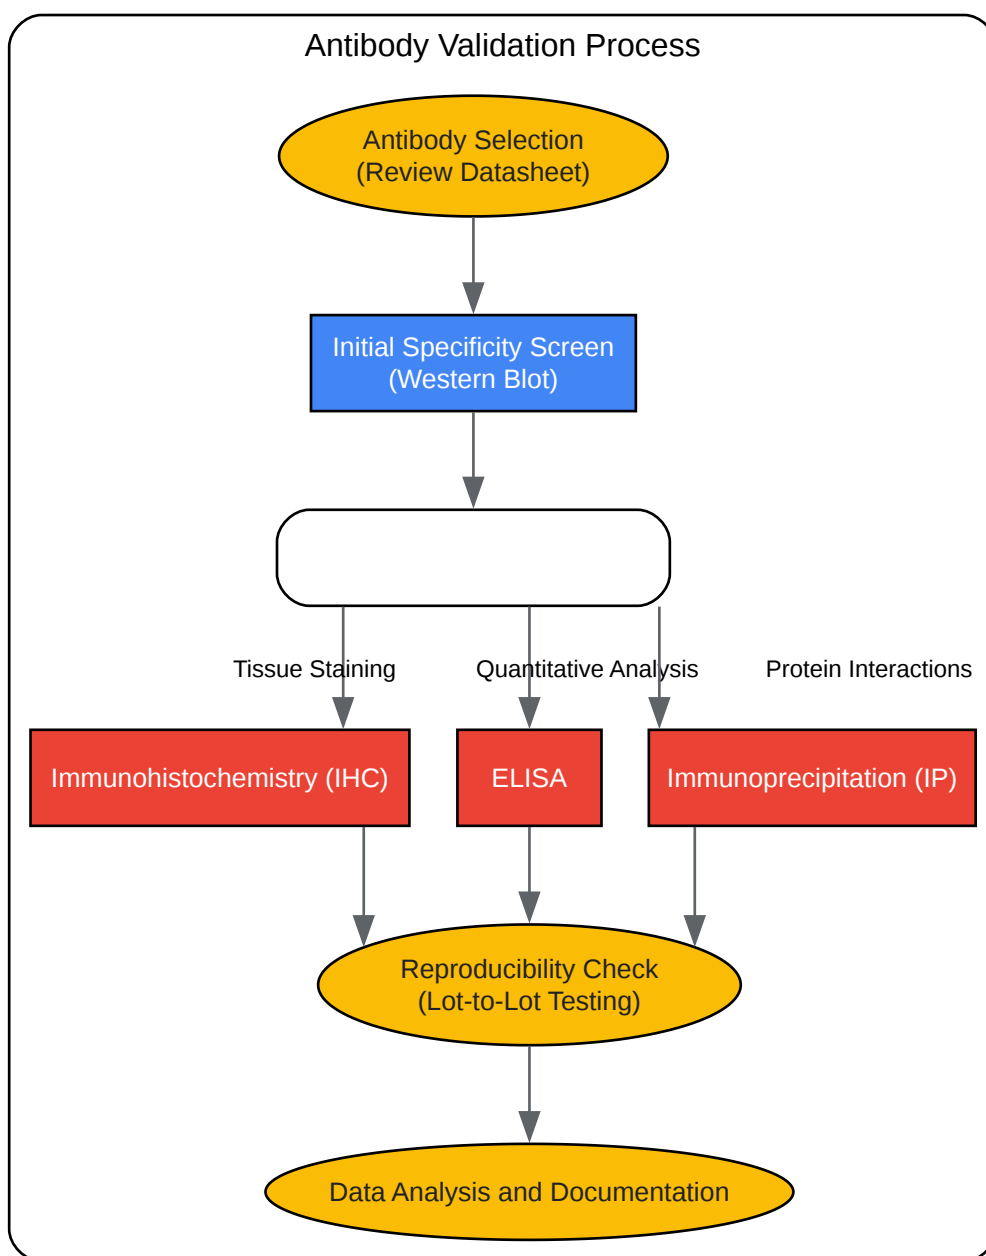 Antibody Validation Process
Antibody Selection
(Review Datasheet)
Initial Specificity Screen
(Western Blot)
Tissue Staining
Quantitative Analysis
Protein Interactions
Immunohistochemistry (IHC)
ELISA
Immunoprecipitation (IP)
Reproducibility Check
(Lot-to-Lot Testing)
Data Analysis and Documentation